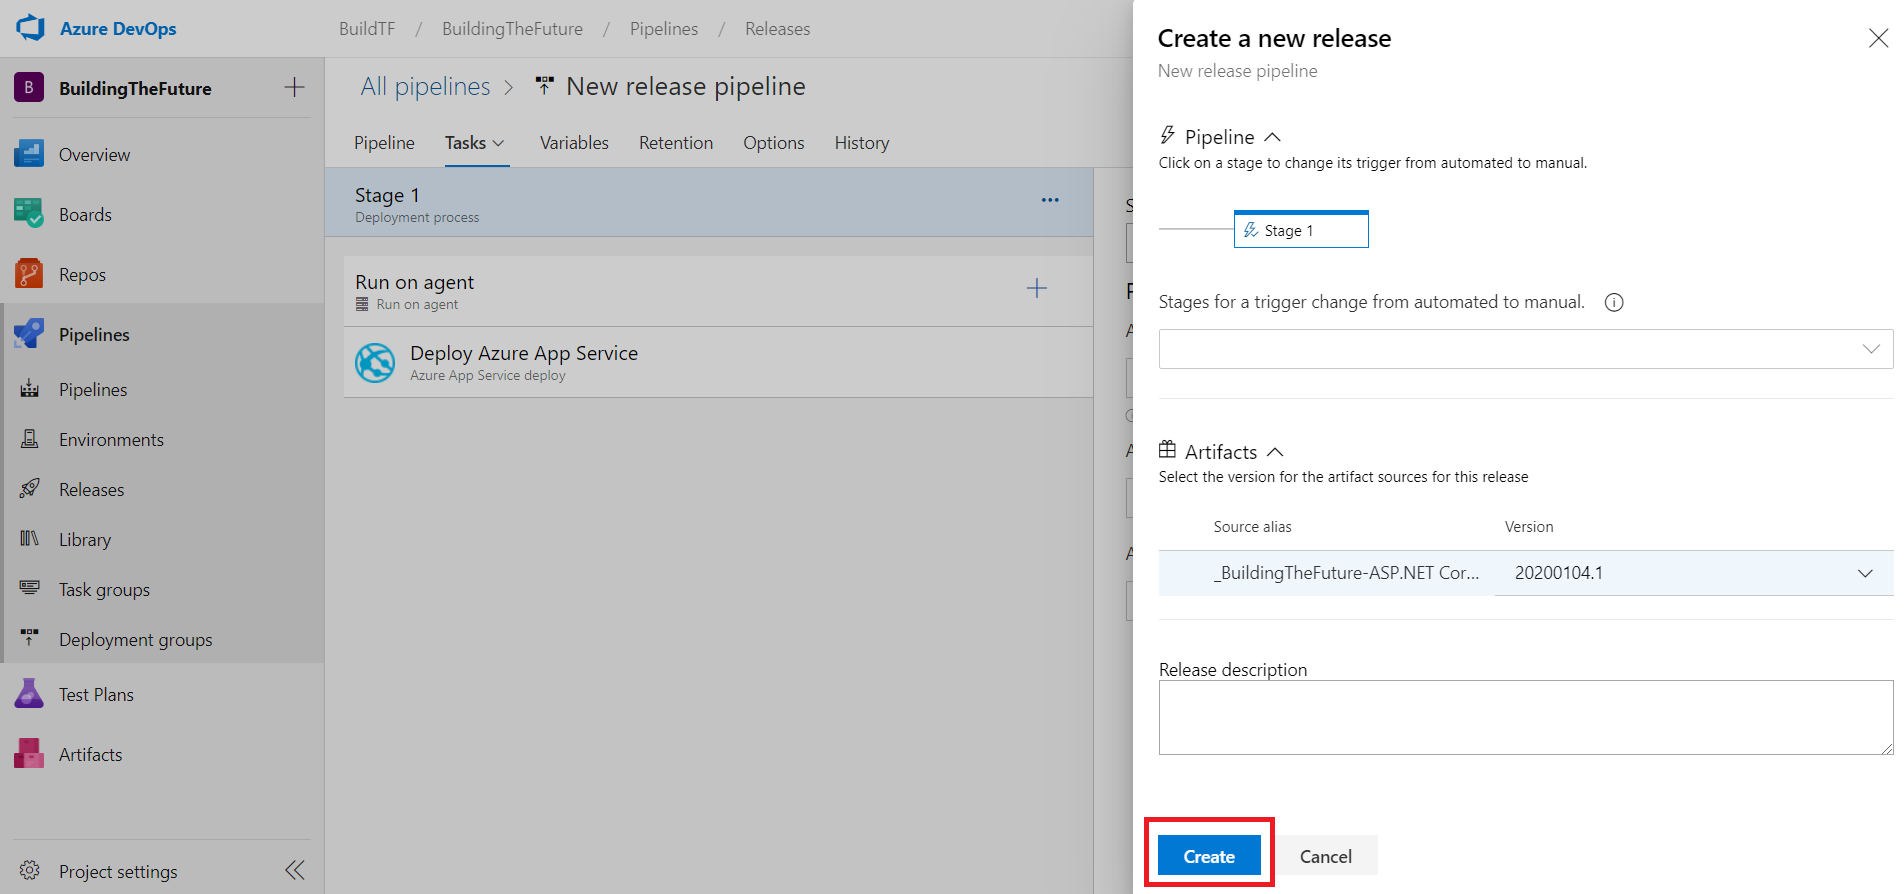 Azure DevOps
BuildTF / BuildingTheFuture / Pipelines / Releases
B BuildingTheFuture
Overview
Boards
Repos
Pipelines
Pipelines
Environments
Releases
Library
Task groups
Deployment groups
Test Plans
Artifacts
Project settings
All pipelines > New release pipeline
Pipeline Tasks Variables Retention Options History
Stage 1
Deployment process
Run on agent
Run on agent
Deploy Azure App Service
Azure App Service deploy
Create a new release
New release pipeline
Pipeline
Click on a stage to change its trigger from automated to manual.
Stage 1
Stages for a trigger change from automated to manual.
Artifacts
Select the version for the artifact sources for this release
Source alias Version
_BuildingTheFuture-ASP.NET Cor... 20200104.1
Release description
Create Cancel